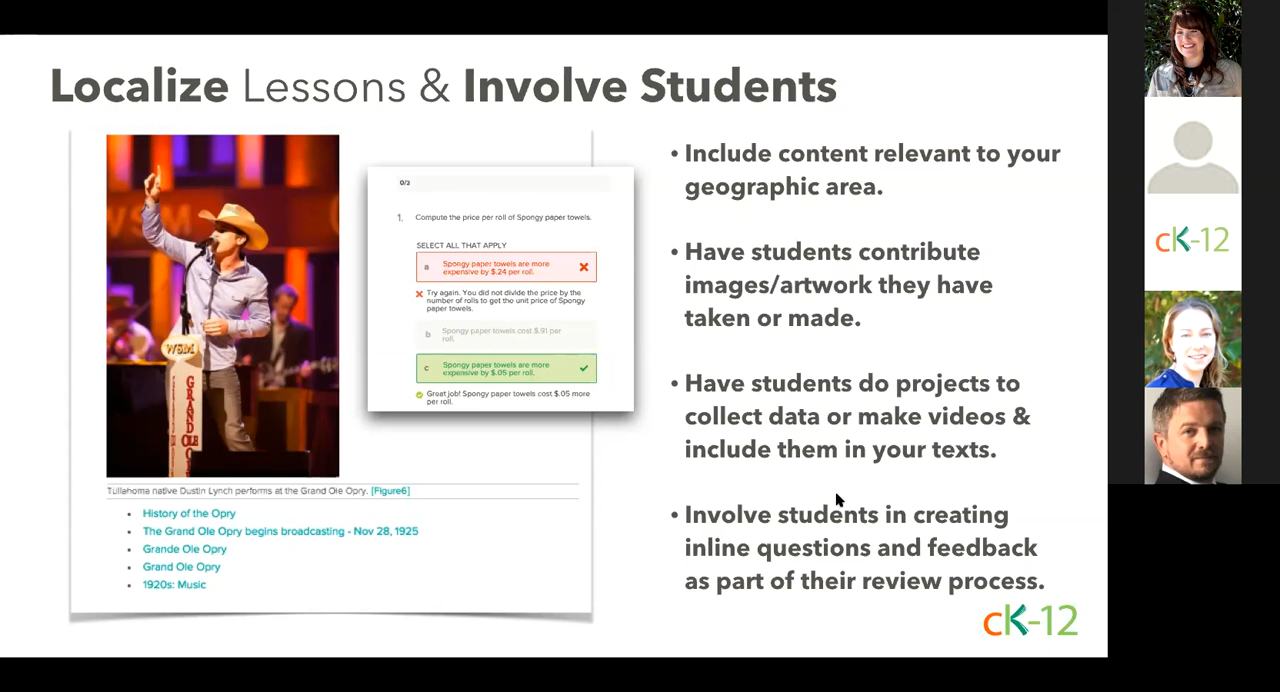 Localize Lessons & Involve Students
WSM
WSM
GRAND OLE
Tullahoma native Dustin Lynch performs at the Grand Ole Opry. [Figure6]
• History of the Opry
• The Grand Ole Opry begins broadcasting - Nov 28, 1925
• Grande Ole Opry
• Grand Ole Opry
• 1920s: Music
0/2
1. Compute the price per roll of Spongy paper towels.
SELECT ALL THAT APPLY
a Spongy paper towels are more
expensive by $.24 per roll.
Try again. You did not divide the price by the
number of rolls to get the unit price of Spongy
paper towels.
b Spongy paper towels cost $.91 per
roll.
c Spongy paper towels are more
expensive by $.05 per roll.
Great job! Spongy paper towels cost $.05 more
per roll.
• Include content relevant to your
geographic area.
• Have students contribute
images/artwork they have
taken or made.
• Have students do projects to
collect data or make videos &
include them in your texts.
• Involve students in creating
inline questions and feedback
as part of their review process.
cK-12
cK-12